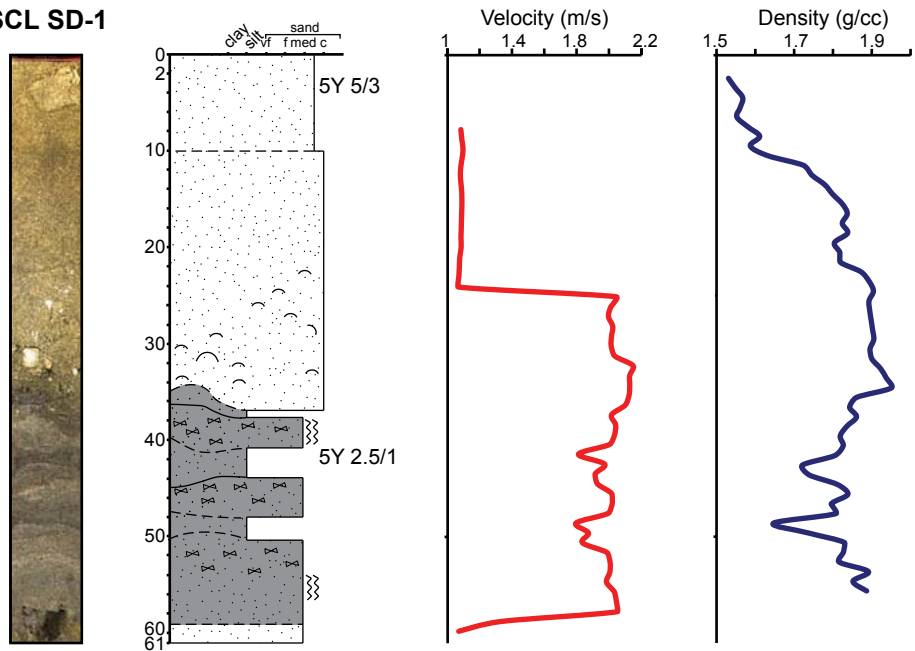 SCL SD-1
clay
silt
sand
vf f med c
Velocity (m/s)
1 1.4 1.8 2.2
Density (g/cc)
1.5 1.7 1.9
0
2
10
20
30
40
50
60
61
5Y 5/3
5Y 2.5/1